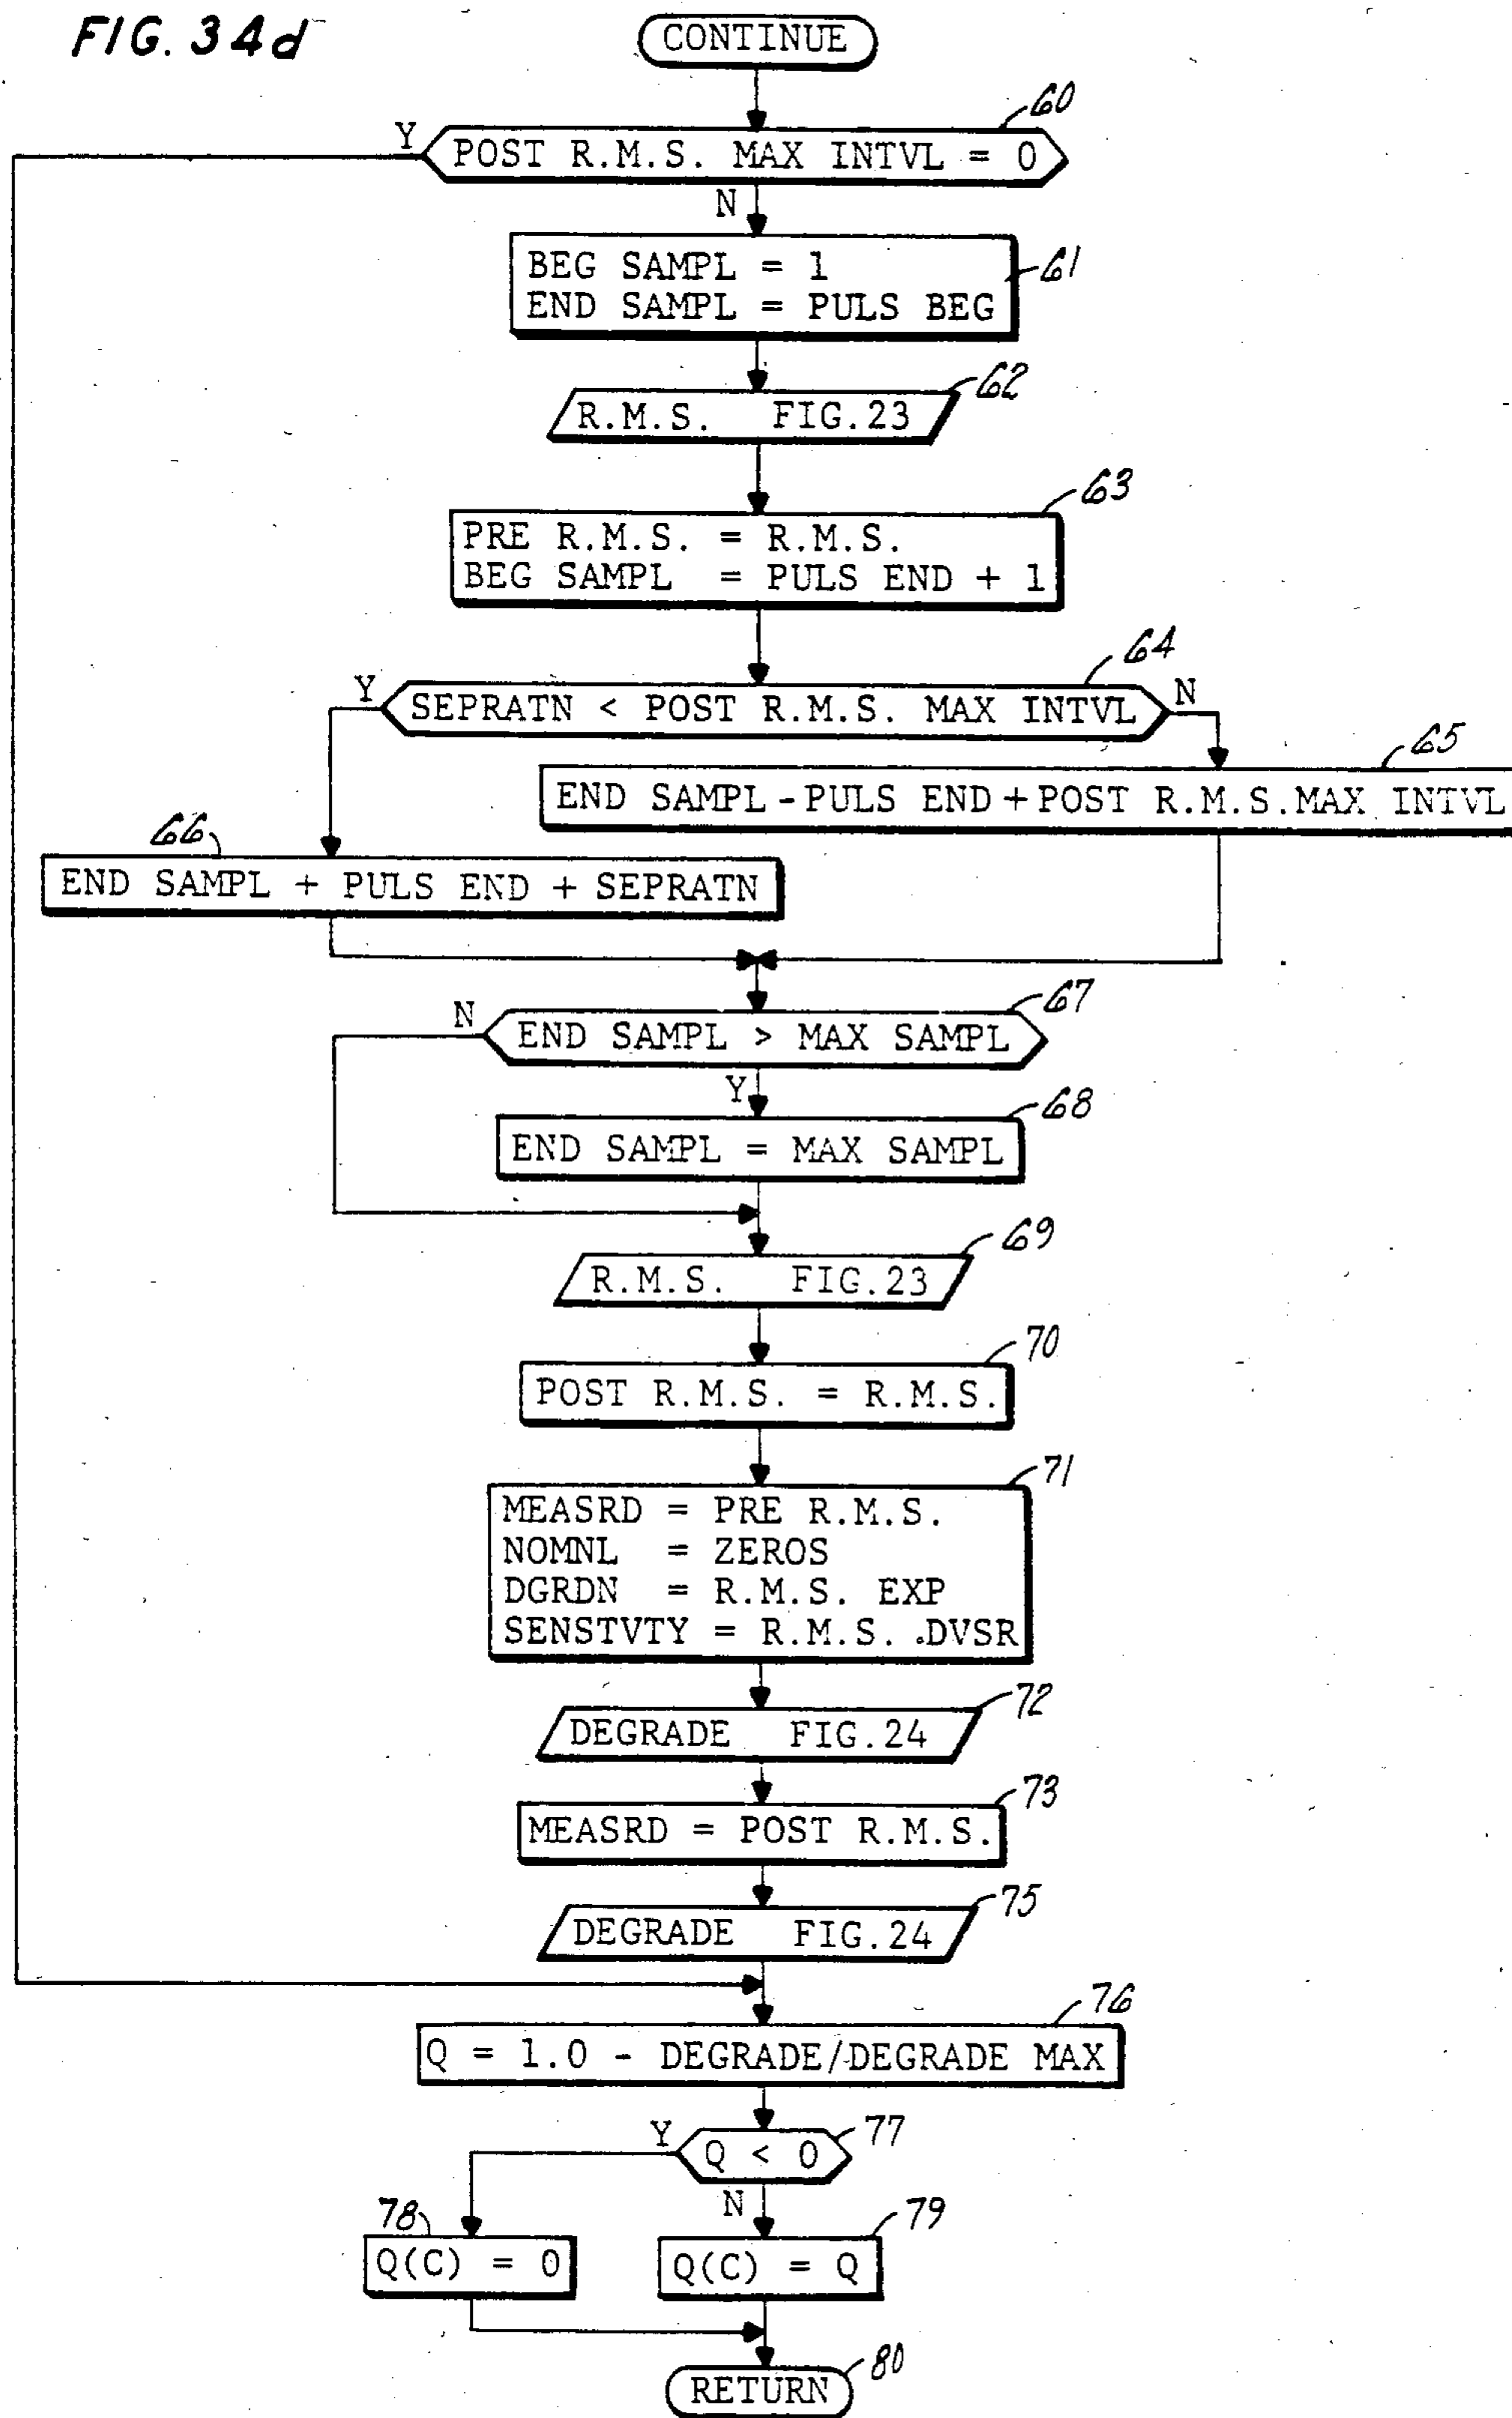 FIG. 34d
CONTINUE
60
Y
POST R.M.S. MAX INTVL = 0
N
BEG SAMPL = 1
END SAMPL = PULS BEG
61
62
R.M.S. FIG.23
63
PRE R.M.S. = R.M.S.
BEG SAMPL = PULS END + 1
64
Y
SEPRATN < POST R.M.S. MAX INTVL
N
65
END SAMPL - PULS END + POST R.M.S. MAX INTVL
66
END SAMPL + PULS END + SEPRATN
67
N
END SAMPL > MAX SAMPL
Y
68
END SAMPL = MAX SAMPL
69
R.M.S. FIG.23
70
POST R.M.S. = R.M.S.
71
MEASRD = PRE R.M.S.
NOMNL = ZEROS
DGRDN = R.M.S. EXP
SENSTVTY = R.M.S. .DVSR
72
DEGRADE FIG.24
73
MEASRD = POST R.M.S.
75
DEGRADE FIG.24
76
Q = 1.0 - DEGRADE/DEGRADE MAX
77
Y
Q < 0
N
78
79
Q(C) = 0
Q(C) = Q
80
RETURN